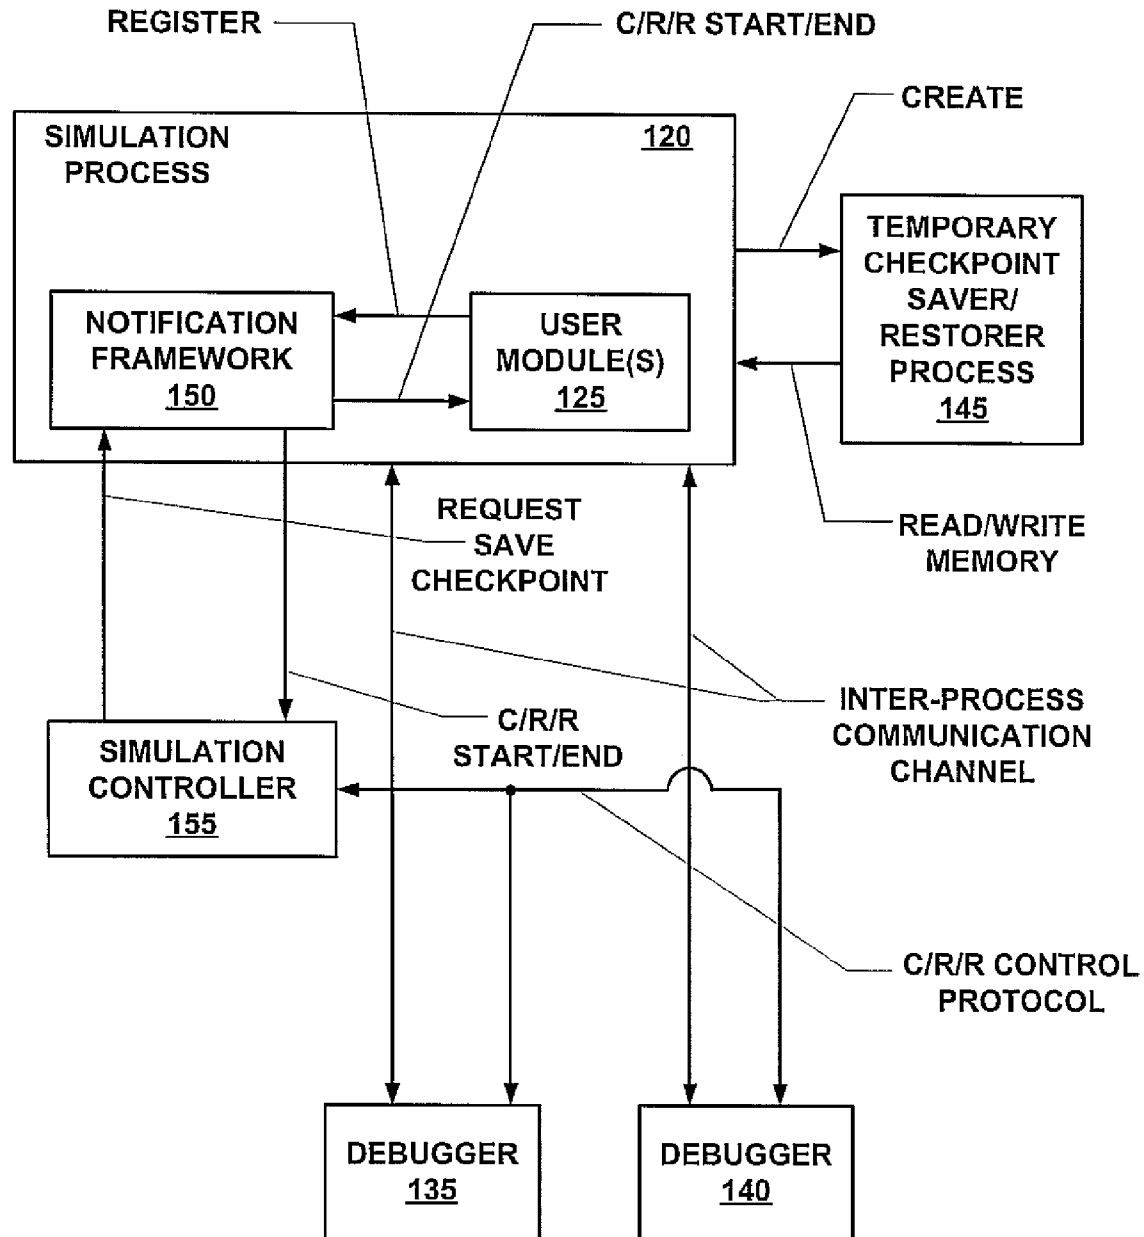 REGISTER
C/R/R START/END
CREATE
SIMULATION
PROCESS
120
TEMPORARY
CHECKPOINT
SAVER/
RESTORER
PROCESS
145
NOTIFICATION
FRAMEWORK
150
USER
MODULE(S)
125
REQUEST
SAVE
CHECKPOINT
READ/WRITE
MEMORY
C/R/R
START/END
INTER-PROCESS
COMMUNICATION
CHANNEL
SIMULATION
CONTROLLER
155
C/R/R CONTROL
PROTOCOL
DEBUGGER
135
DEBUGGER
140